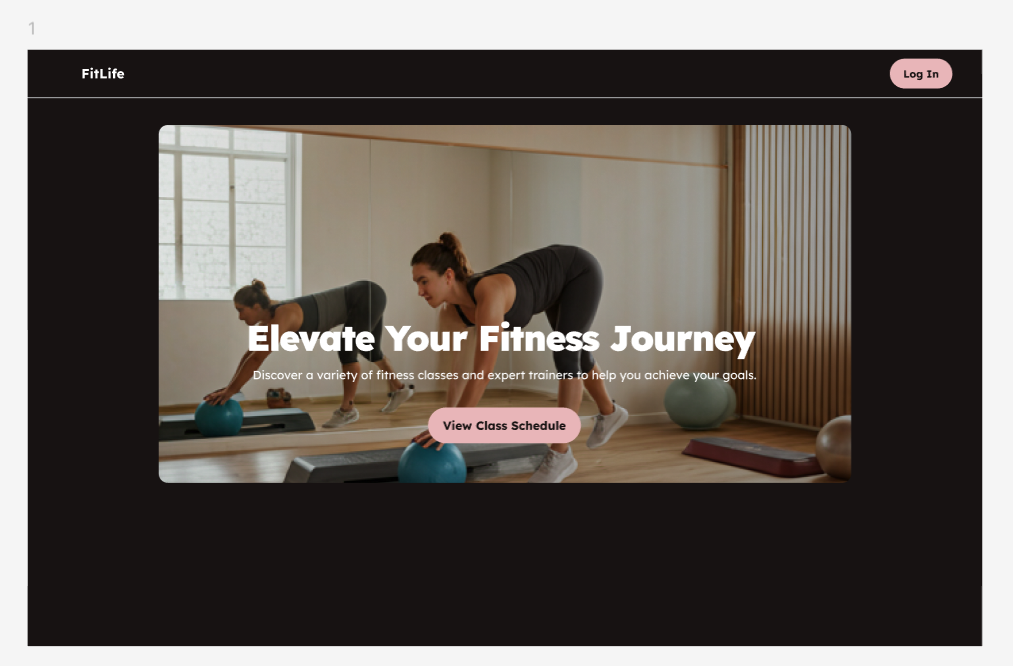 1
FitLife
Log In
Elevate Your Fitness Journey
Discover a variety of fitness classes and expert trainers to help you achieve your goals.
View Class Schedule